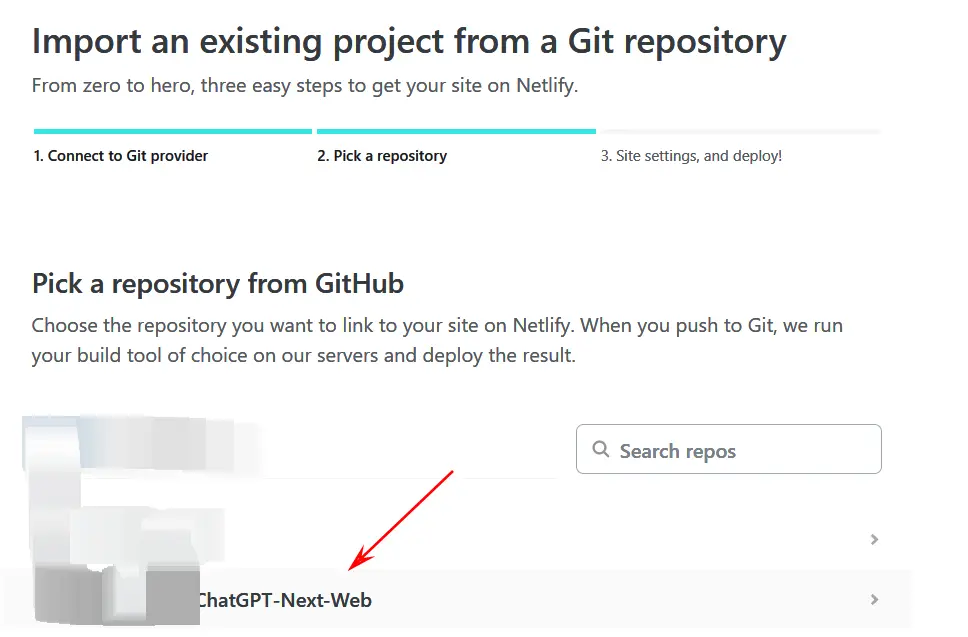 Import an existing project from a Git repository
From zero to hero, three easy steps to get your site on Netlify.
1. Connect to Git provider
2. Pick a repository
3. Site settings, and deploy!
Pick a repository from GitHub
Choose the repository you want to link to your site on Netlify. When you push to Git, we run
your build tool of choice on our servers and deploy the result.
Search repos
ChatGPT-Next-Web